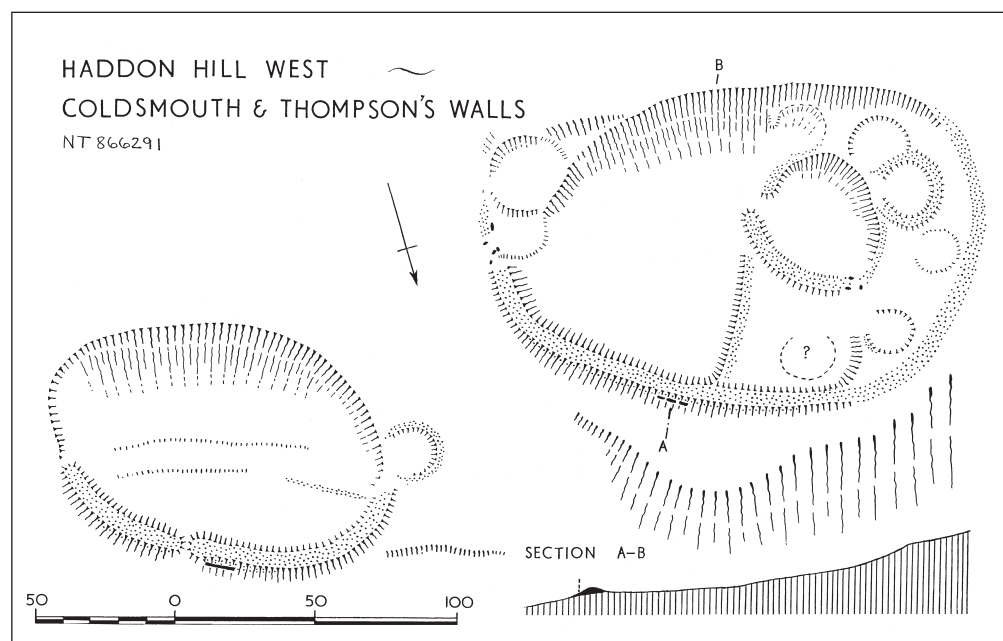 HADDON HILL WEST
COLDSMOUTH & THOMPSON'S WALLS
NT 866291
B
?
A
SECTION A-B
50 0 50 100